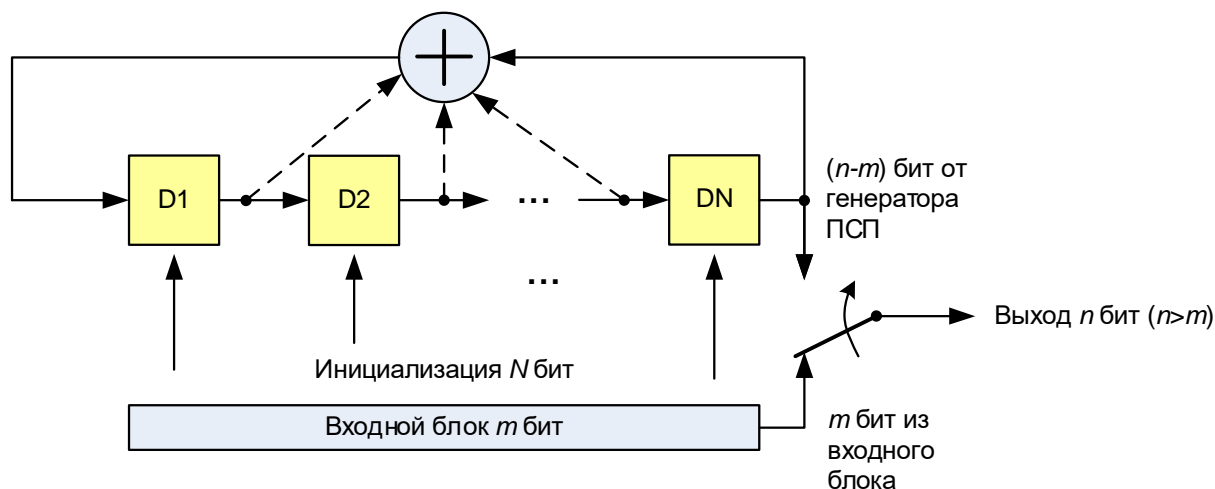 D1
D2
...
DN
(n-m) бит от
генератора
ПСП
...
Выход n бит (n>m)
Инициализация N бит
Входной блок m бит
m бит из
входного
блока